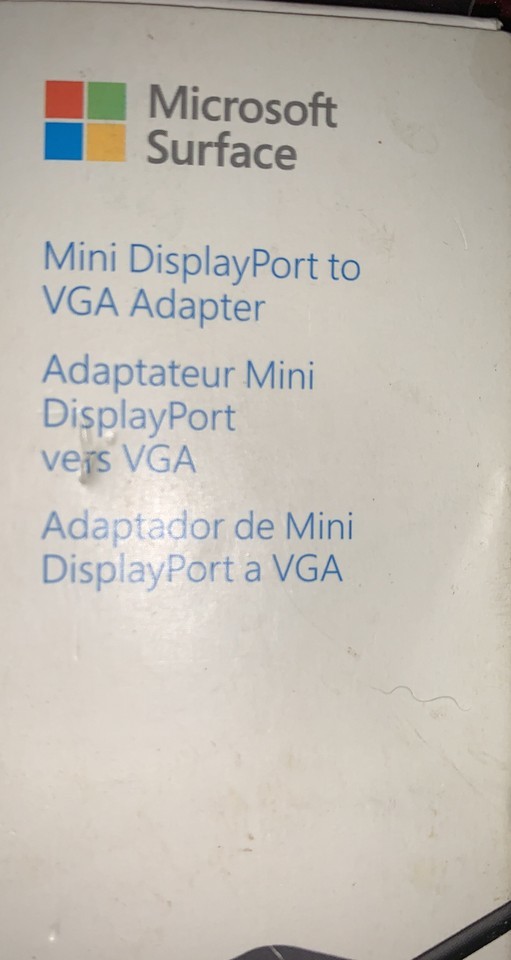 Microsoft
Surface
Mini DisplayPort to
VGA Adapter
Adaptateur Mini
DisplayPort
vers VGA
Adaptador de Mini
DisplayPort a VGA